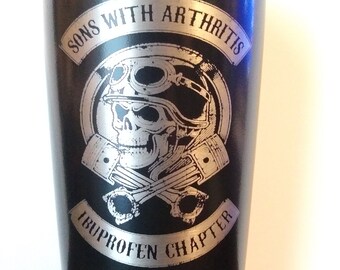 SONS WITH ARTHRITIS
IBUPROFEN CHAPTER